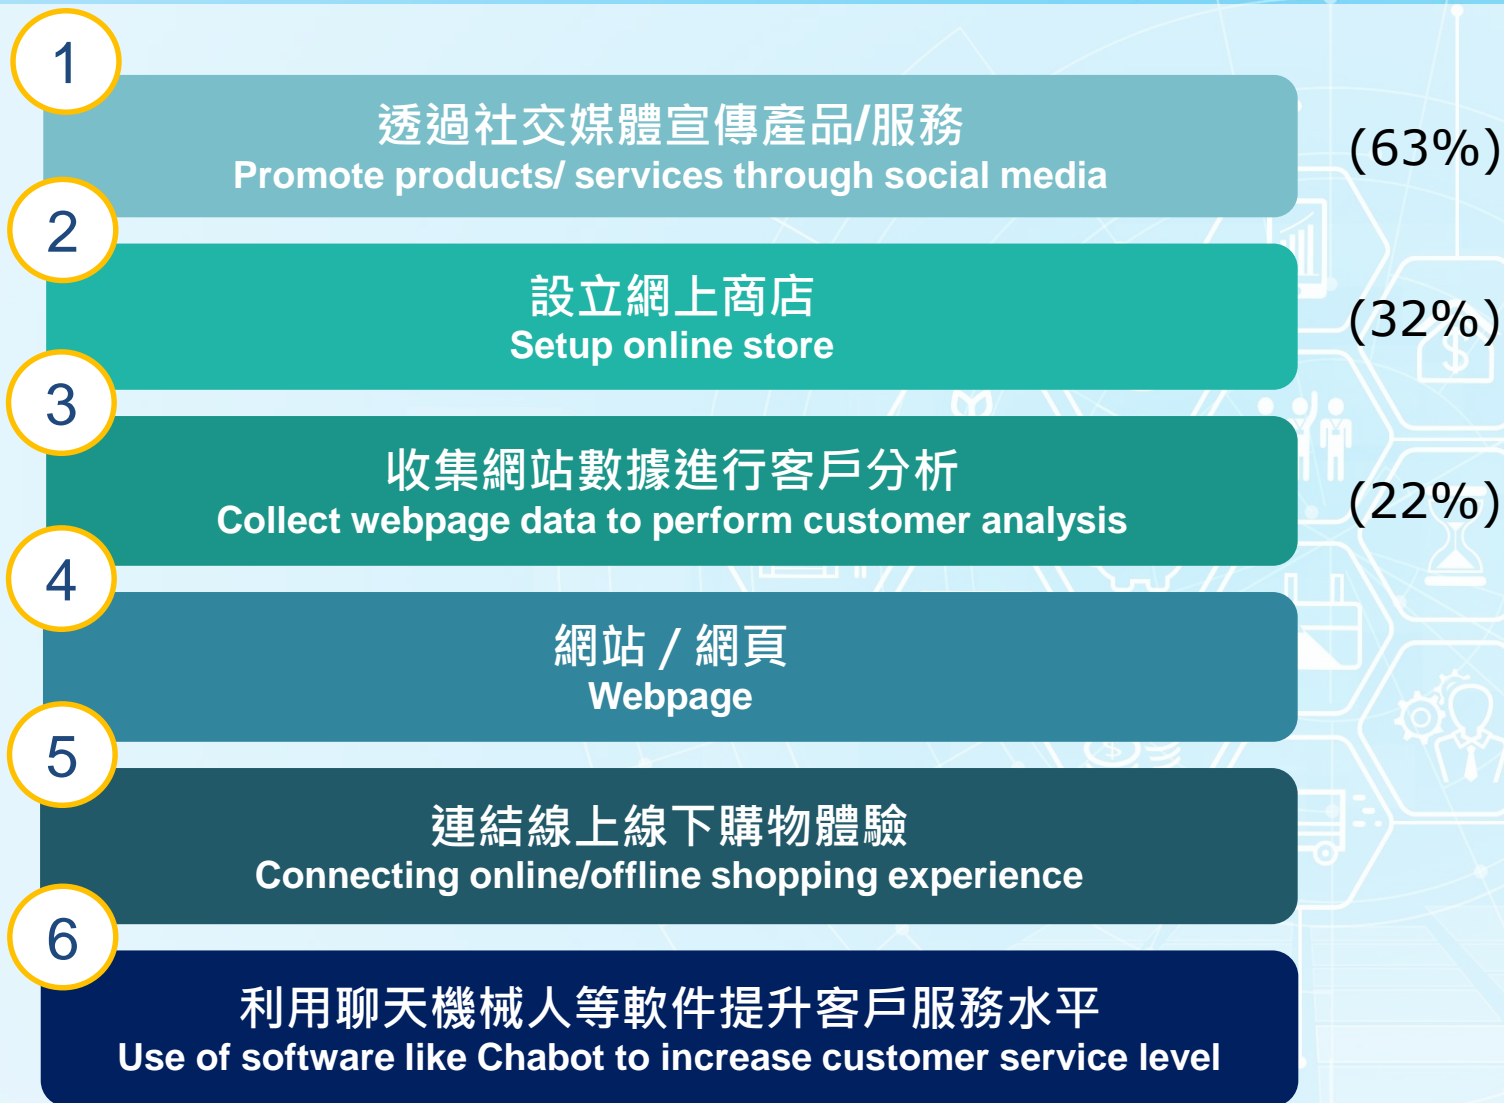 1
透過社交媒體宣傳產品/服務
Promote products/ services through social media
(63%)
2
設立網上商店
Setup online store
(32%)
3
收集網站數據進行客戶分析
Collect webpage data to perform customer analysis
(22%)
4
網站 / 網頁
Webpage
5
連結線上線下購物體驗
Connecting online/offline shopping experience
6
利用聊天機械人等軟件提升客戶服務水平
Use of software like Chabot to increase customer service level